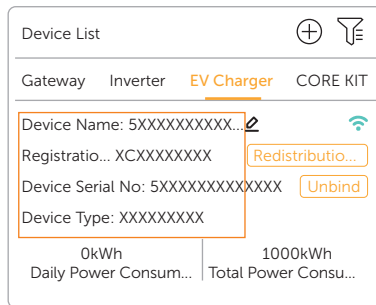 Device List
Gateway Inverter EV Charger CORE KIT
Device Name: 5XXXXXXXXXX...
Registratio... XCXXXXXXXX Redistributio...
Device Serial No: 5XXXXXXXXXXXXX Unbind
Device Type: XXXXXXXXX
0kWh 1000kWh
Daily Power Consum... Total Power Consu...